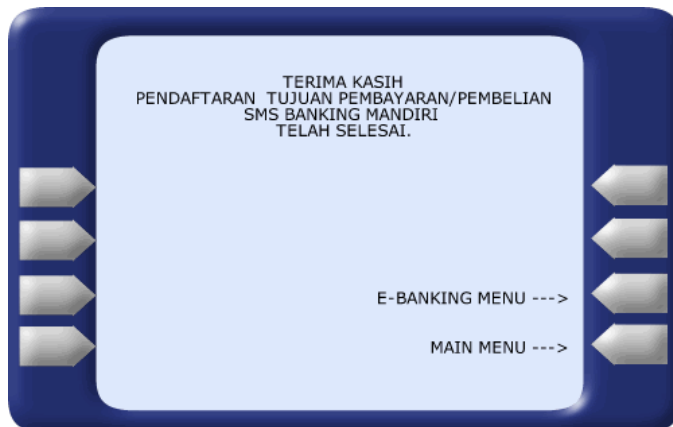 TERIMA KASIH
PENDAFTARAN TUJUAN PEMBAYARAN/PEMBELIAN
SMS BANKING MANDIRI
TELAH SELESAI.
E-BANKING MENU --->
MAIN MENU --->